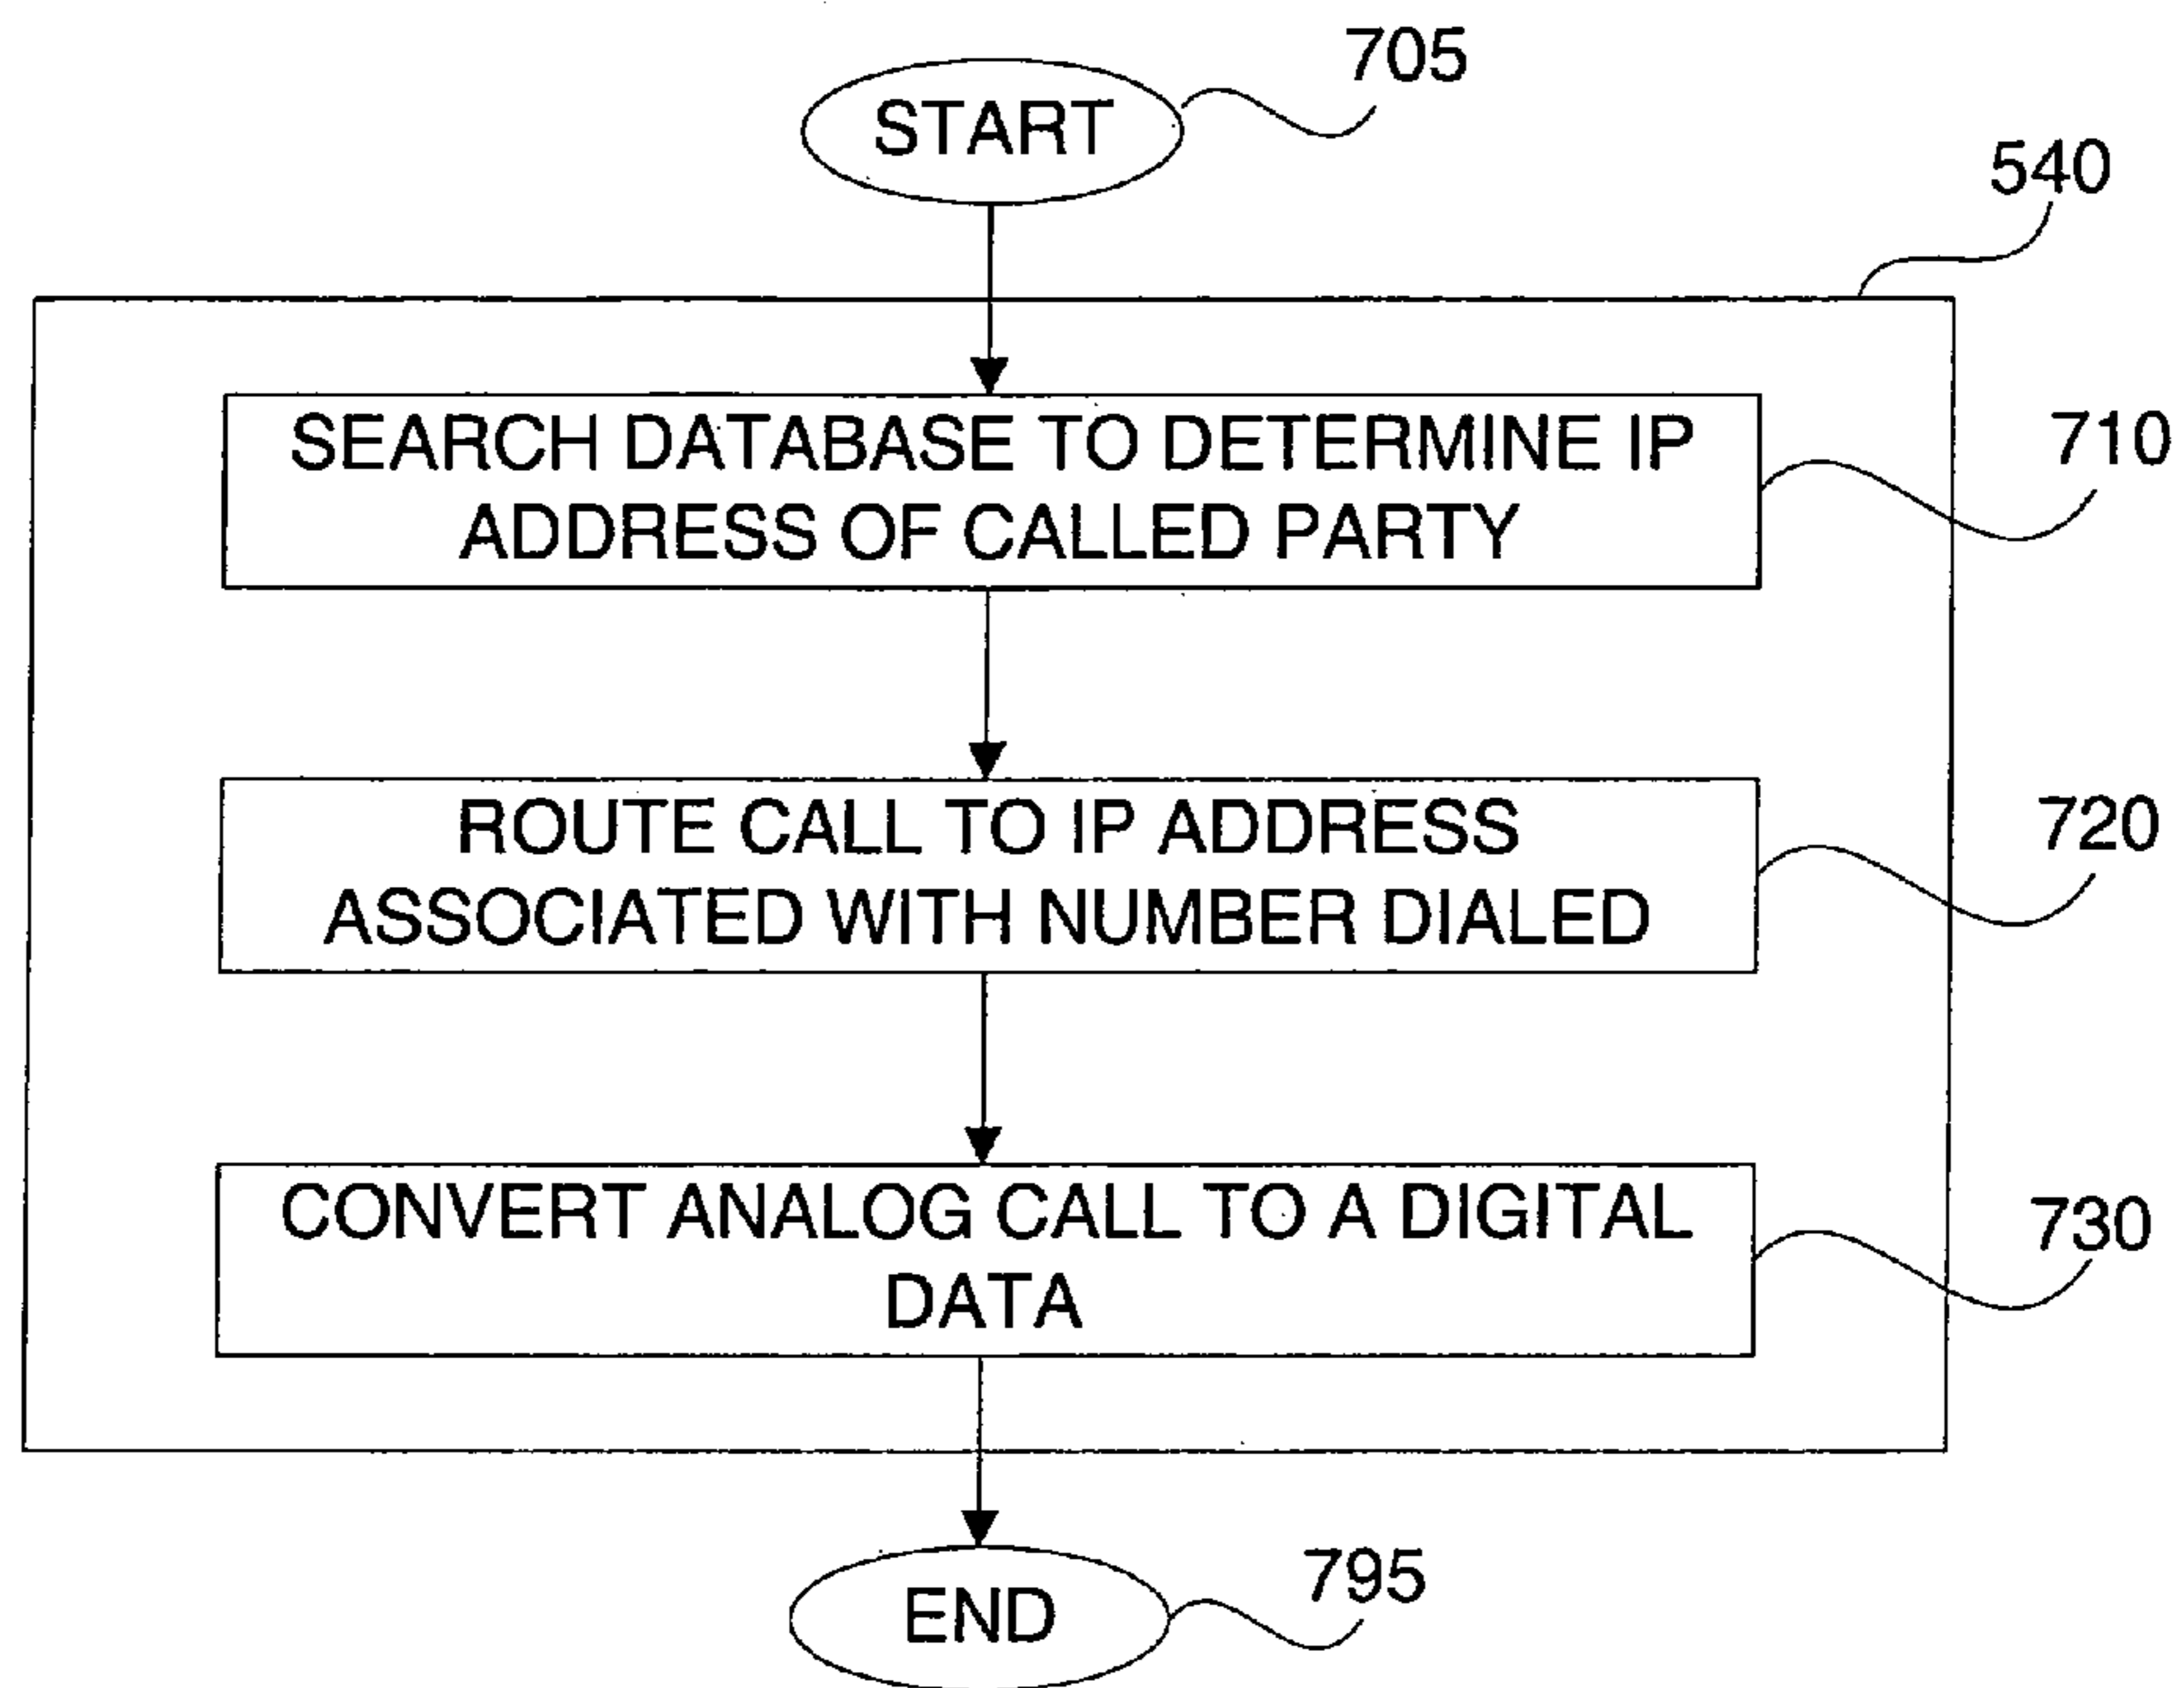 705
START
540
SEARCH DATABASE TO DETERMINE IP
ADDRESS OF CALLED PARTY
710
ROUTE CALL TO IP ADDRESS
ASSOCIATED WITH NUMBER DIALED
720
CONVERT ANALOG CALL TO A DIGITAL
DATA
730
END
795